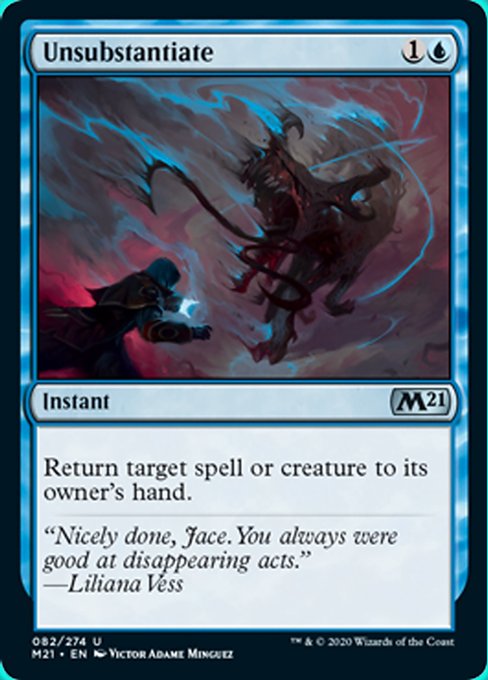 Unsubstantiate 1
Instant M21
Return target spell or creature to its
owner's hand.
“Nicely done, Jace. You always were
good at disappearing acts.”
—Liliana Vess
082/274 U
M21 • EN Victor Adame Minguez
™ & © 2020 Wizards of the Coast